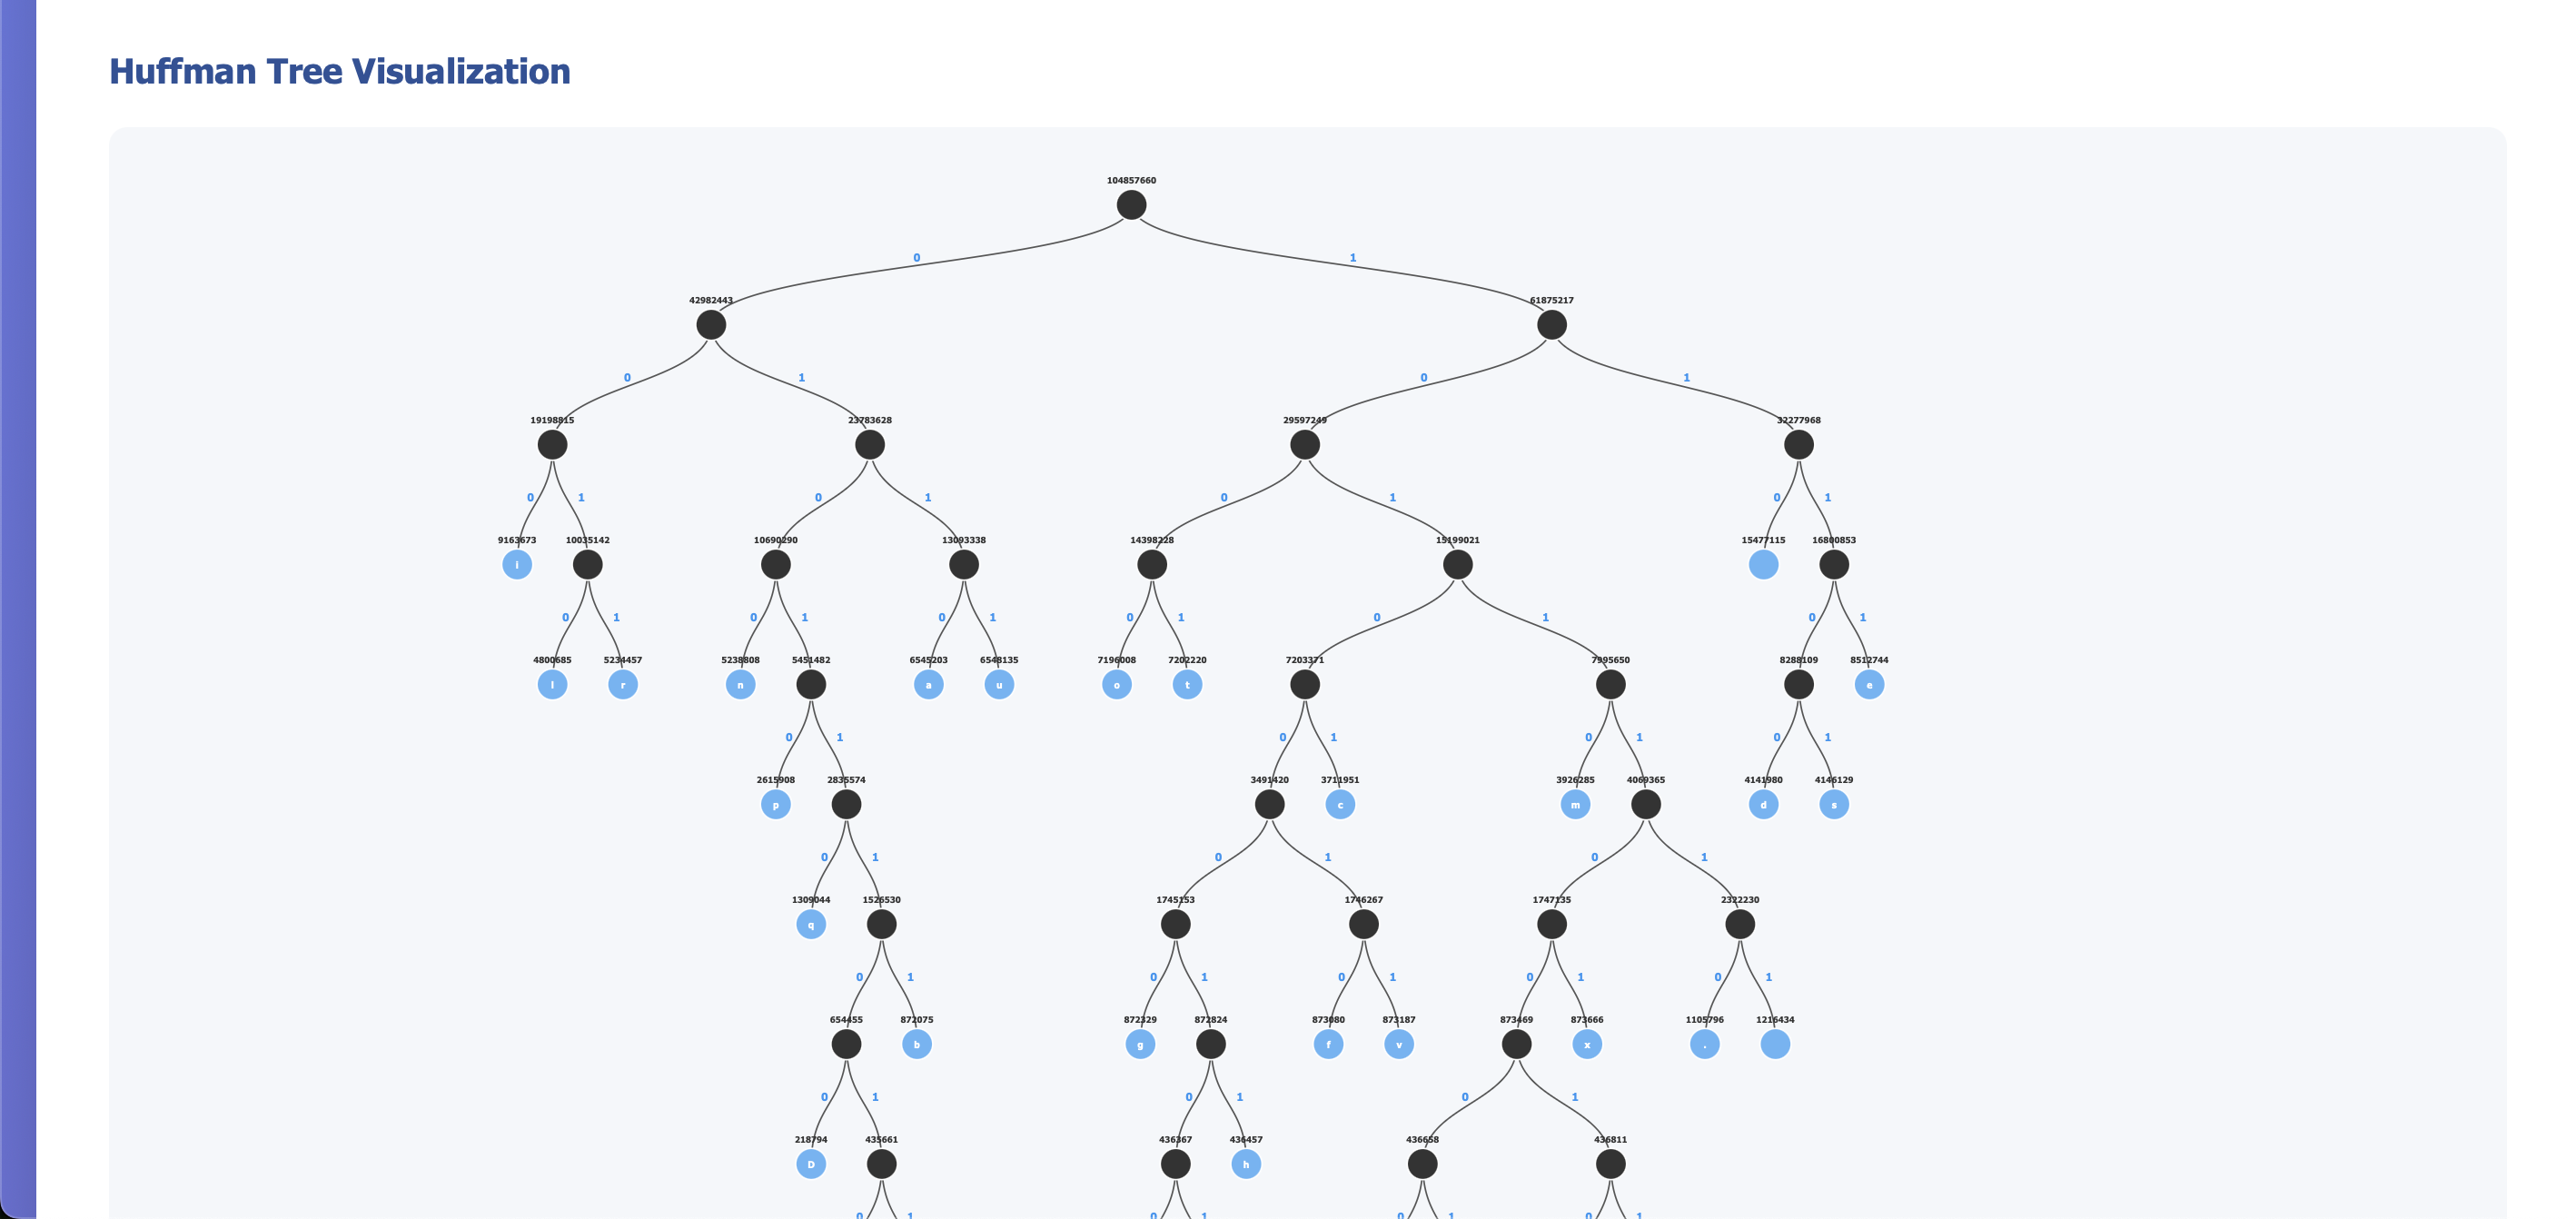 Huffman Tree Visualization
104857660
0 1
42982443 61875217
0 1 0 1
19198815 23783628 29597249 32277968
0 1 0 1 0 1 0 1
9163673 10035142 10690290 13093338 14398228 15199021 15477115 16800853
i
0 1 0 1 0 1 0 1 0 1 0 1
4800685 5234457 5238808 5451482 6545203 6548135 7196008 7202220 7203371 7995650 8288109 8512744
l r n a u o t e
0 1 0 1 0 1 0 1
2615908 2835574 3491420 3711951 3926285 4069365 4141980 4146129
p c m d s
0 1 0 1 0 1
1309044 1526530 1745153 1746267 1747135 2322230
q
0 1 0 1 0 1 0 1 0 1
654455 872075 872329 872824 873080 873187 873469 873666 1105796 1216434
b g f v x .
0 1 0 1 0 1
218794 435661 436367 436457 436658 436811
D h
0 1 0 1 0 1 0 1